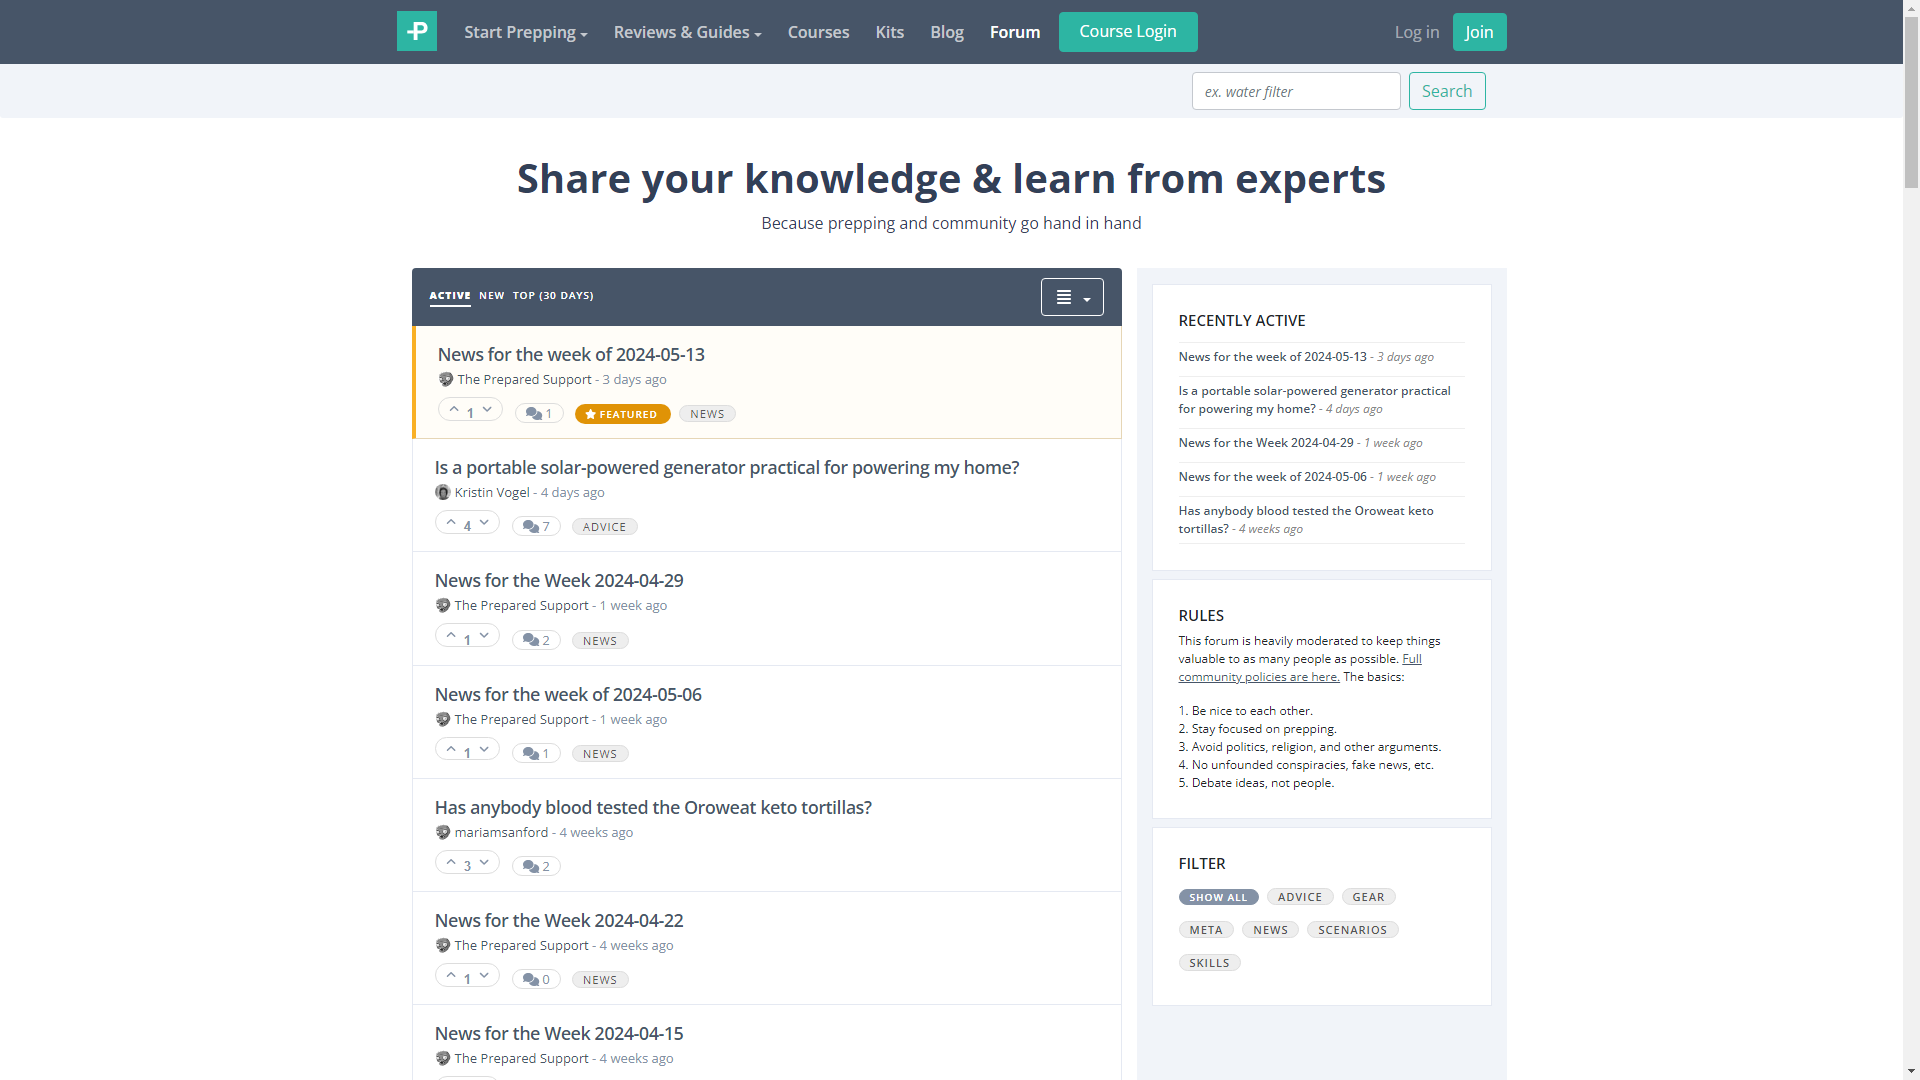 Start Prepping
Reviews & Guides
Courses
Kits
Blog
Forum
Course Login
Log in
Join
ex. water filter
Search
Share your knowledge & learn from experts
Because prepping and community go hand in hand
ACTIVE NEW TOP (30 DAYS)
News for the week of 2024-05-13
The Prepared Support - 3 days ago
1
1
FEATURED
NEWS
Is a portable solar-powered generator practical for powering my home?
Kristin Vogel - 4 days ago
4
7
ADVICE
News for the Week 2024-04-29
The Prepared Support - 1 week ago
1
2
NEWS
News for the week of 2024-05-06
The Prepared Support - 1 week ago
1
1
NEWS
Has anybody blood tested the Oroweat keto tortillas?
mariamsanford - 4 weeks ago
3
2
News for the Week 2024-04-22
The Prepared Support - 4 weeks ago
1
0
NEWS
News for the Week 2024-04-15
The Prepared Support - 4 weeks ago
RECENTLY ACTIVE
News for the week of 2024-05-13 - 3 days ago
Is a portable solar-powered generator practical
for powering my home? - 4 days ago
News for the Week 2024-04-29 - 1 week ago
News for the week of 2024-05-06 - 1 week ago
Has anybody blood tested the Oroweat keto
tortillas? - 4 weeks ago
RULES
This forum is heavily moderated to keep things
valuable to as many people as possible. Full
community policies are here. The basics:
1. Be nice to each other.
2. Stay focused on prepping.
3. Avoid politics, religion, and other arguments.
4. No unfounded conspiracies, fake news, etc.
5. Debate ideas, not people.
FILTER
SHOW ALL
ADVICE
GEAR
META
NEWS
SCENARIOS
SKILLS